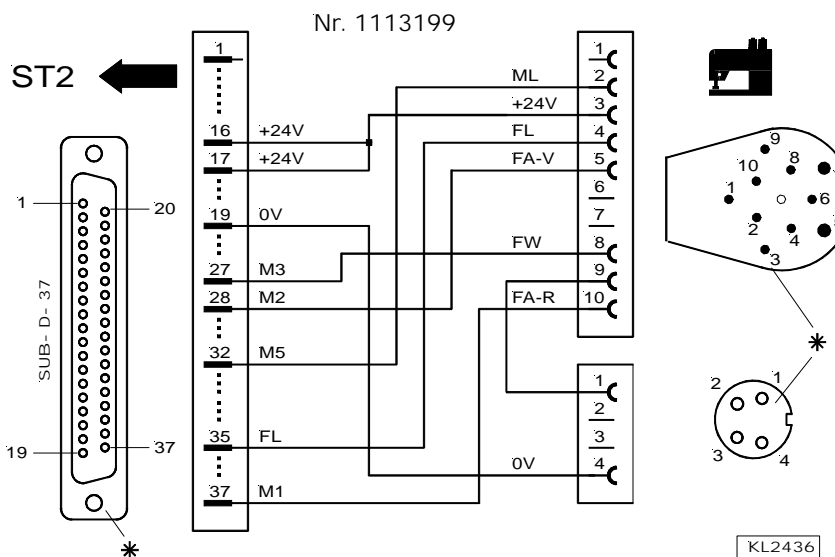 Nr. 1113199
ST2
1
16 +24V
17 +24V
19 0V
27 M3
28 M2
32 M5
35 FL
37 M1
1
ML 2
+24V 3
FL 4
FA-V 5
6
7
FW 8
9
FA-R 10
1
2
3
0V 4
1
20
SUB- D- 37
19
37
9
10
8
1
6
2
4
3
2
1
3
4
KL2436